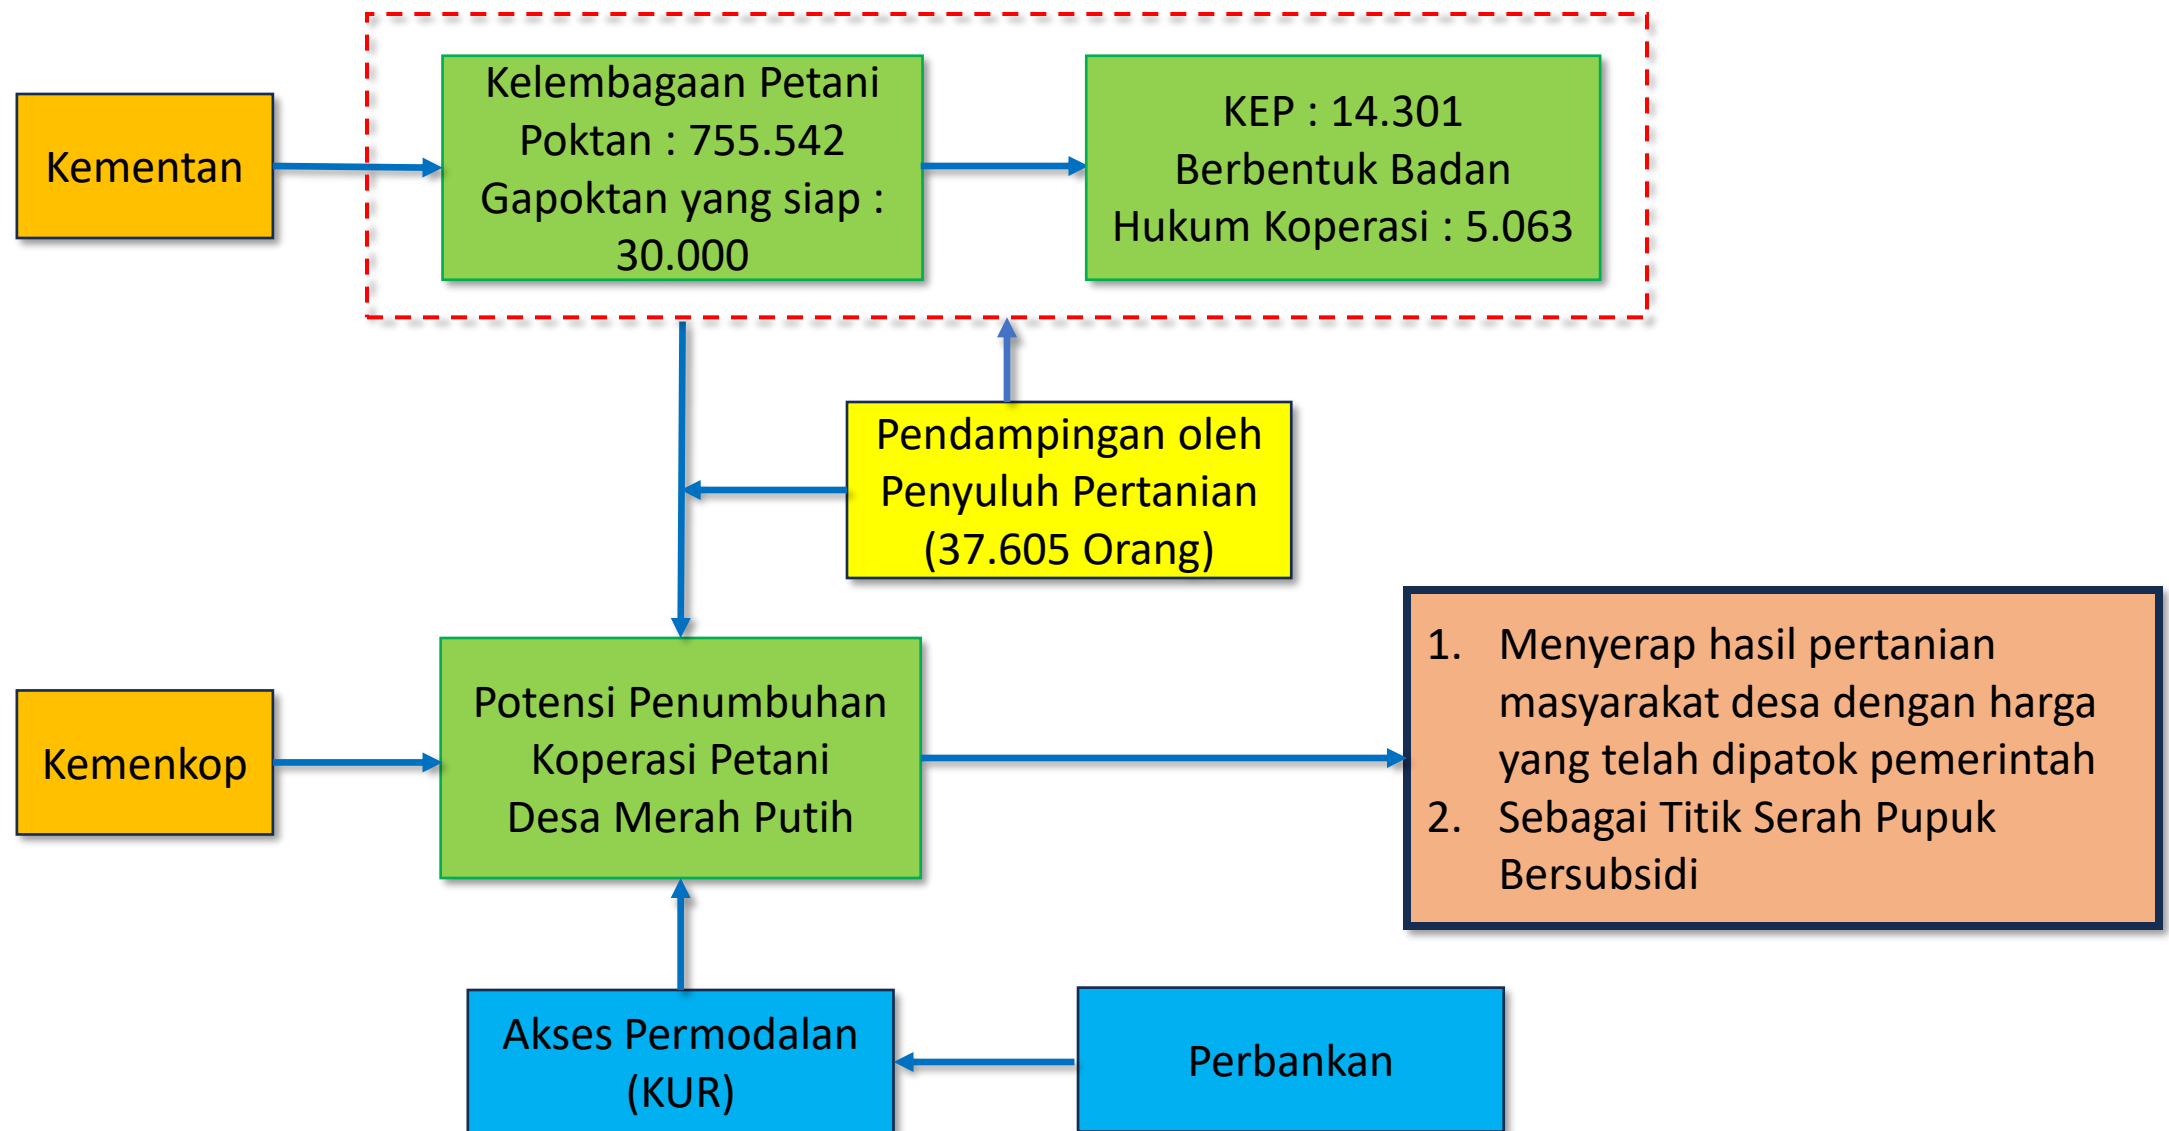 Kementan
Kelembagaan Petani
Poktan : 755.542
Gapoktan yang siap :
30.000
KEP : 14.301
Berbentuk Badan
Hukum Koperasi : 5.063
Pendampingan oleh
Penyuluh Pertanian
(37.605 Orang)
Kemenkop
Potensi Penumbuhan
Koperasi Petani
Desa Merah Putih
1. Menyerap hasil pertanian
masyarakat desa dengan harga
yang telah dipatok pemerintah
2. Sebagai Titik Serah Pupuk
Bersubsidi
Akses Permodalan
(KUR)
Perbankan